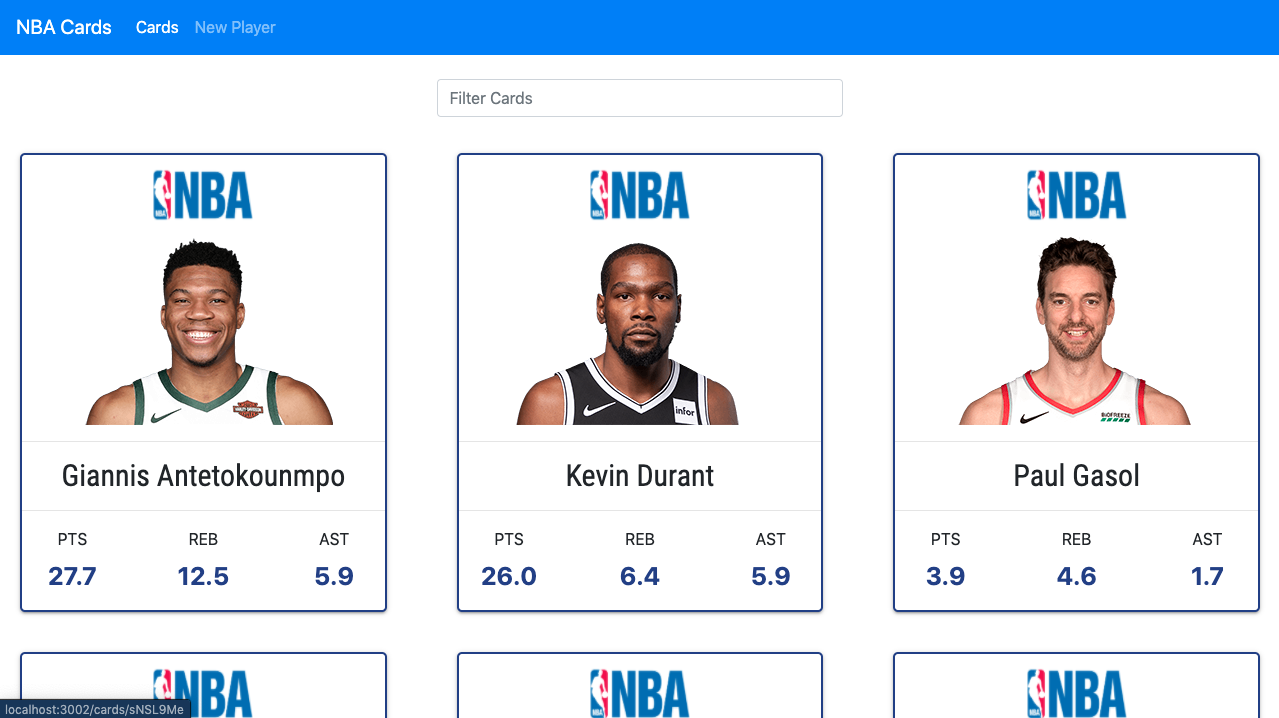 NBA Cards Cards New Player
Filter Cards
NBA NBA NBA
infor
BIOFREEZE
Giannis Antetokounmpo Kevin Durant Paul Gasol
PTS REB AST PTS REB AST PTS REB AST
27.7 12.5 5.9 26.0 6.4 5.9 3.9 4.6 1.7
NBA NBA NBA
localhost:3002/cards/sNSL9Me